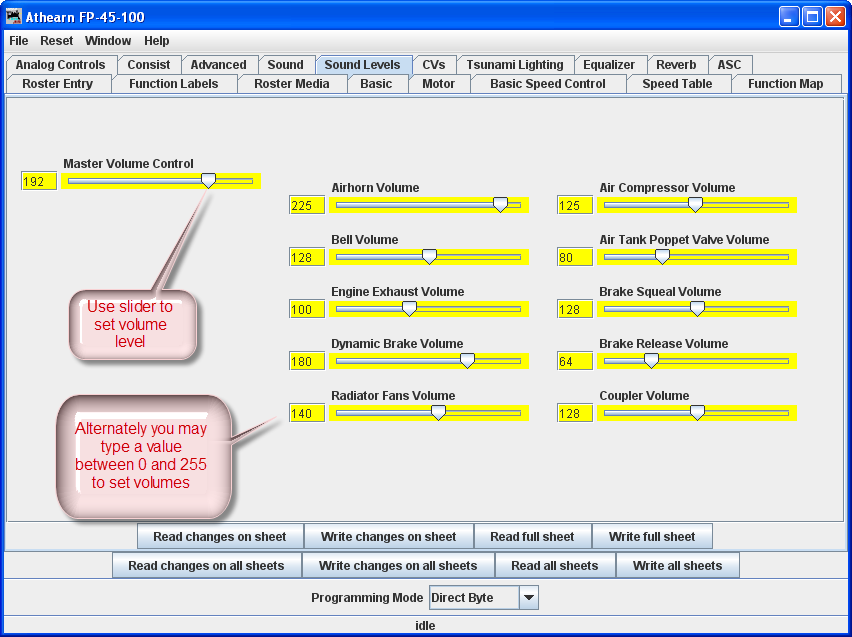 Athearn FP-45-100
File Reset Window Help
Analog Controls Consist Advanced Sound Sound Levels CVs Tsunami Lighting Equalizer Reverb ASC
Roster Entry Function Labels Roster Media Basic Motor Basic Speed Control Speed Table Function Map
Master Volume Control
192
Airhorn Volume
225
Bell Volume
128
Engine Exhaust Volume
100
Dynamic Brake Volume
180
Radiator Fans Volume
140
Air Compressor Volume
125
Air Tank Poppet Valve Volume
80
Brake Squeal Volume
128
Brake Release Volume
64
Coupler Volume
128
Use slider to
set volume
level
Alternately you may
type a value
between 0 and 255
to set volumes
Read changes on sheet Write changes on sheet Read full sheet Write full sheet
Read changes on all sheets Write changes on all sheets Read all sheets Write all sheets
Programming Mode Direct Byte
idle